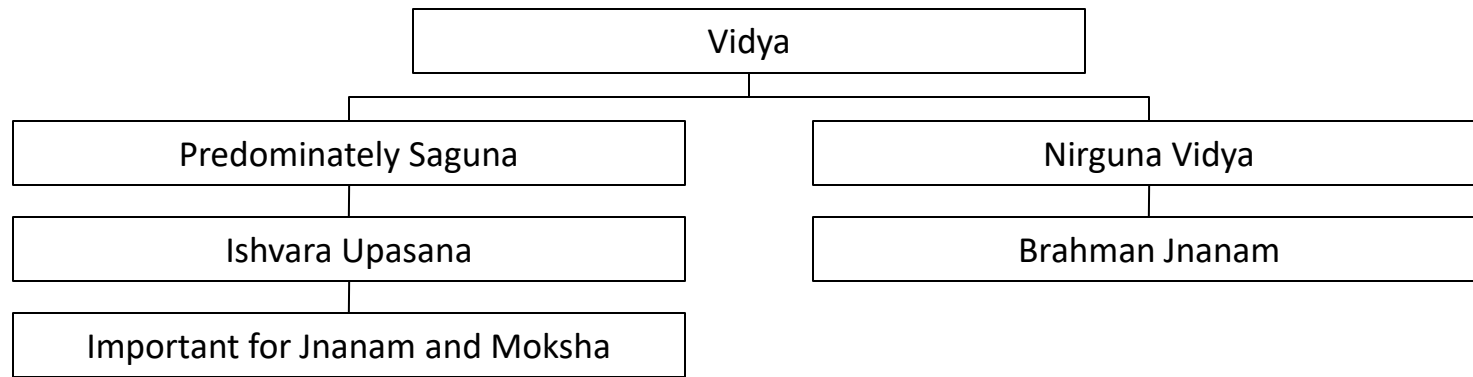 Vidya
Predominately Saguna
Nirguna Vidya
Ishvara Upasana
Brahman Jnanam
Important for Jnanam and Moksha